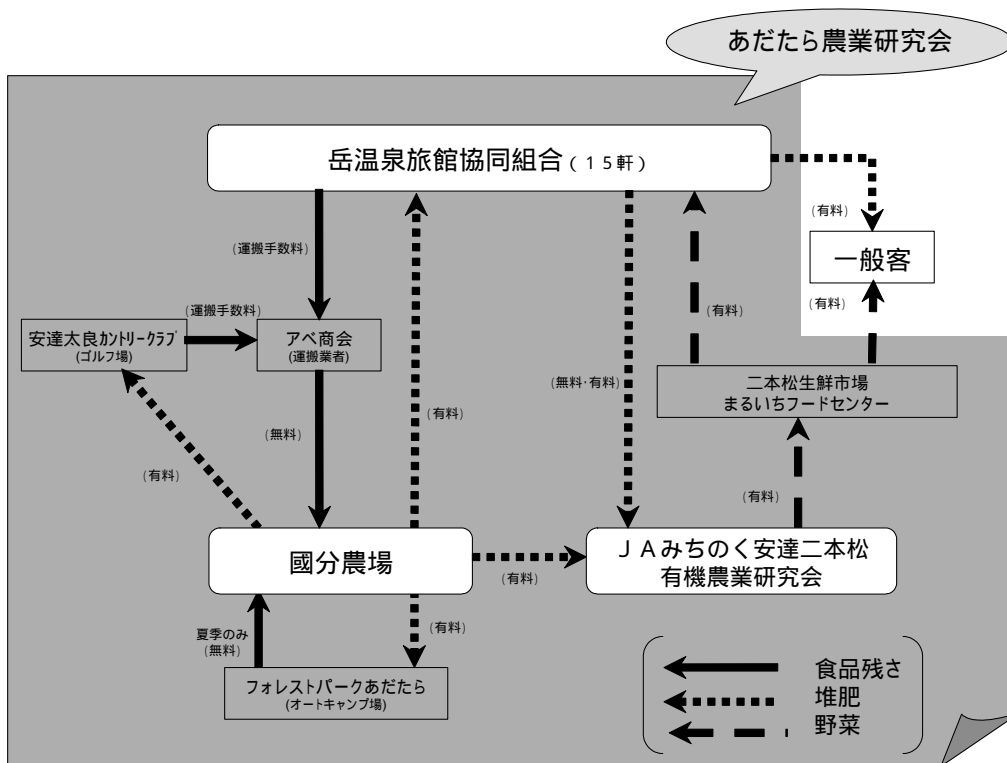 あだたら農業研究会
岳温泉旅館協同組合（１５軒）
(有料)
一般客
(運搬手数料)
(運搬手数料)
(有料)
(有料)
安達太良ｶﾝﾄﾘｰｸﾗﾌﾞ
(ゴルフ場)
アベ商会
(運搬業者)
二本松生鮮市場
まるいちフードセンター
(無料･有料)
(有料)
(無料)
(有料)
(有料)
國分農場
ＪＡみちのく安達二本松
有機農業研究会
(有料)
夏季のみ
(無料)
(有料)
フォレストパークあだたら
(オートキャンプ場)
食品残さ
堆肥
野菜